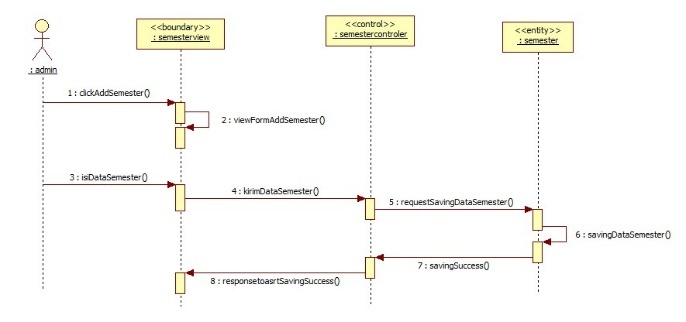 <<boundary>>
: semesterview
<<control>>
: semestercontroler
<<entity>>
: semester
: admin
1 : clickAddSemester()
2 : viewFormAddSemester()
3 : isiDataSemester()
4 : kirimDataSemester()
5 : requestSavingDataSemester()
6 : savingDataSemester()
7 : savingSuccess()
8 : responsetoasrtSavingSuccess()